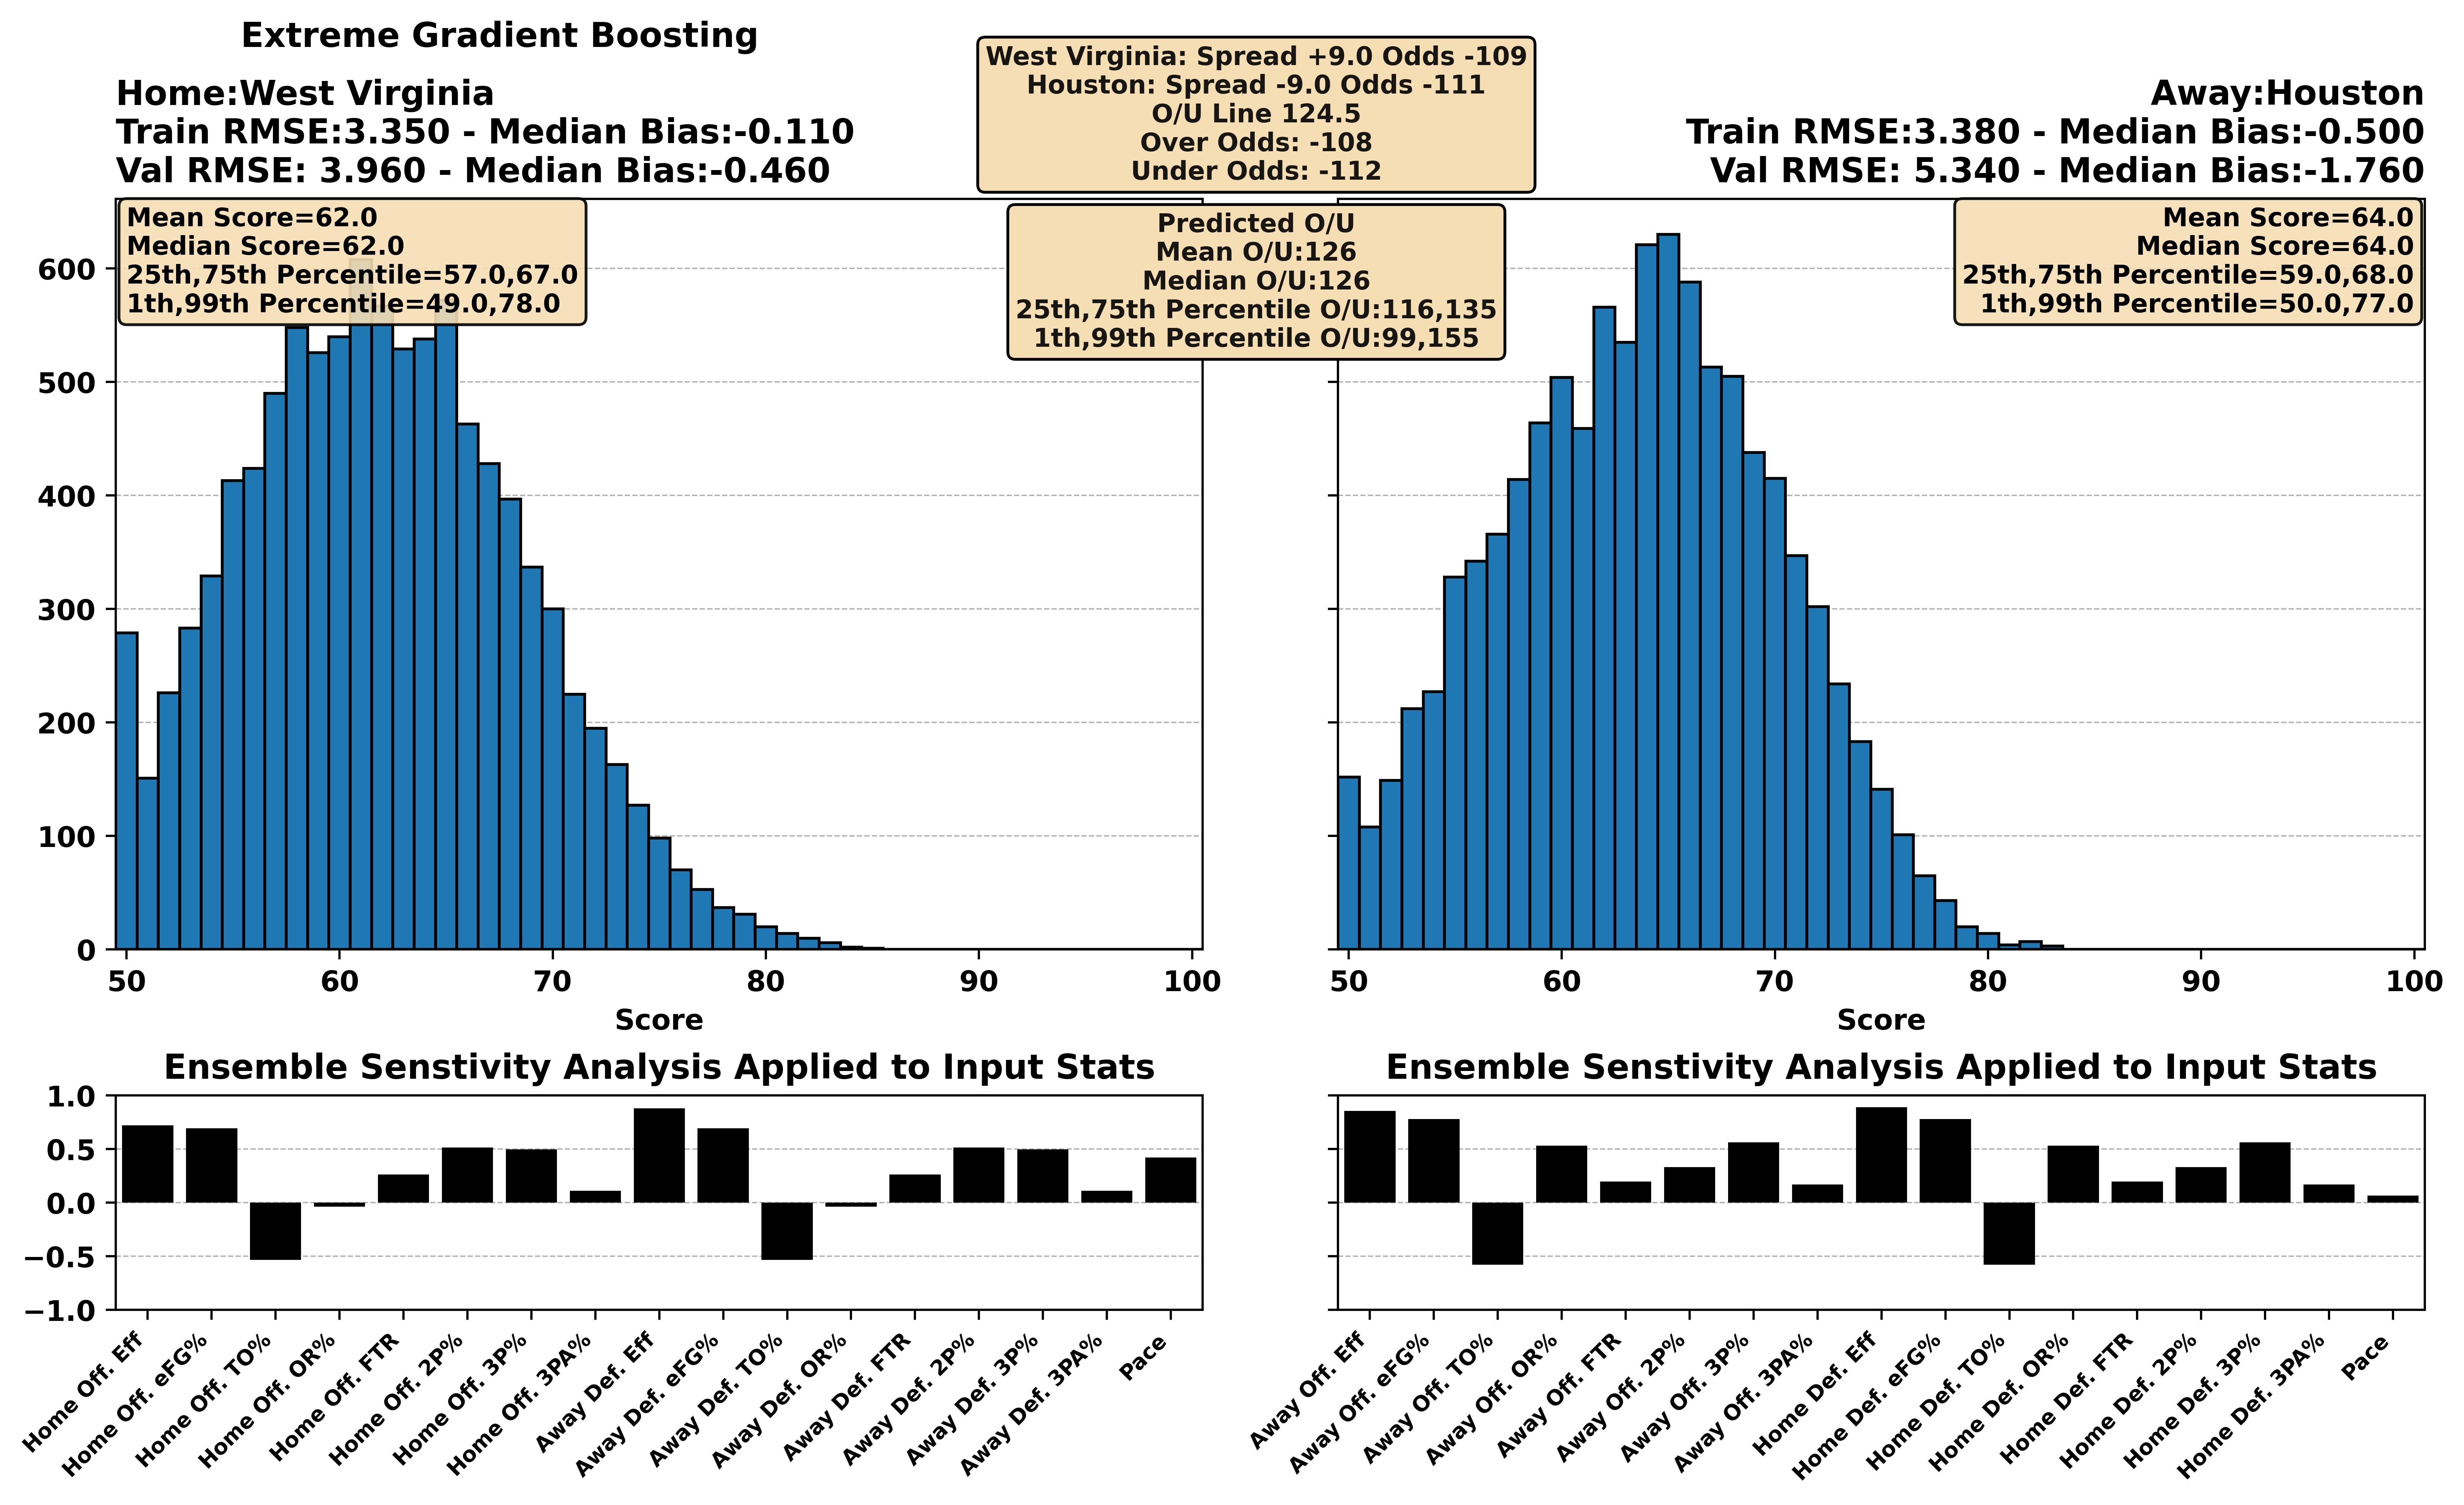 Extreme Gradient Boosting
Home:West Virginia
Train RMSE:3.350 - Median Bias:-0.110
Val RMSE: 3.960 - Median Bias:-0.460
West Virginia: Spread +9.0 Odds -109
Houston: Spread -9.0 Odds -111
O/U Line 124.5
Over Odds: -108
Under Odds: -112
Away:Houston
Train RMSE:3.380 - Median Bias:-0.500
Val RMSE: 5.340 - Median Bias:-1.760
Mean Score=62.0
Median Score=62.0
25th,75th Percentile=57.0,67.0
1th,99th Percentile=49.0,78.0
Predicted O/U
Mean O/U:126
Median O/U:126
25th,75th Percentile O/U:116,135
1th,99th Percentile O/U:99,155
Mean Score=64.0
Median Score=64.0
25th,75th Percentile=59.0,68.0
1th,99th Percentile=50.0,77.0
600
500
400
300
200
100
0
50 60 70 80 90 100
Score
50 60 70 80 90 100
Score
Ensemble Senstivity Analysis Applied to Input Stats
1.0
0.5
0.0
−0.5
−1.0
Home Off. Eff
Home Off. eFG%
Home Off. TO%
Home Off. OR%
Home Off. FTR
Home Off. 2P%
Home Off. 3P%
Home Off. 3PA%
Away Def. Eff
Away Def. eFG%
Away Def. TO%
Away Def. OR%
Away Def. FTR
Away Def. 2P%
Away Def. 3P%
Away Def. 3PA%
Pace
Ensemble Senstivity Analysis Applied to Input Stats
Away Off. Eff
Away Off. eFG%
Away Off. TO%
Away Off. OR%
Away Off. FTR
Away Off. 2P%
Away Off. 3P%
Away Off. 3PA%
Home Def. Eff
Home Def. eFG%
Home Def. TO%
Home Def. OR%
Home Def. FTR
Home Def. 2P%
Home Def. 3P%
Home Def. 3PA%
Pace